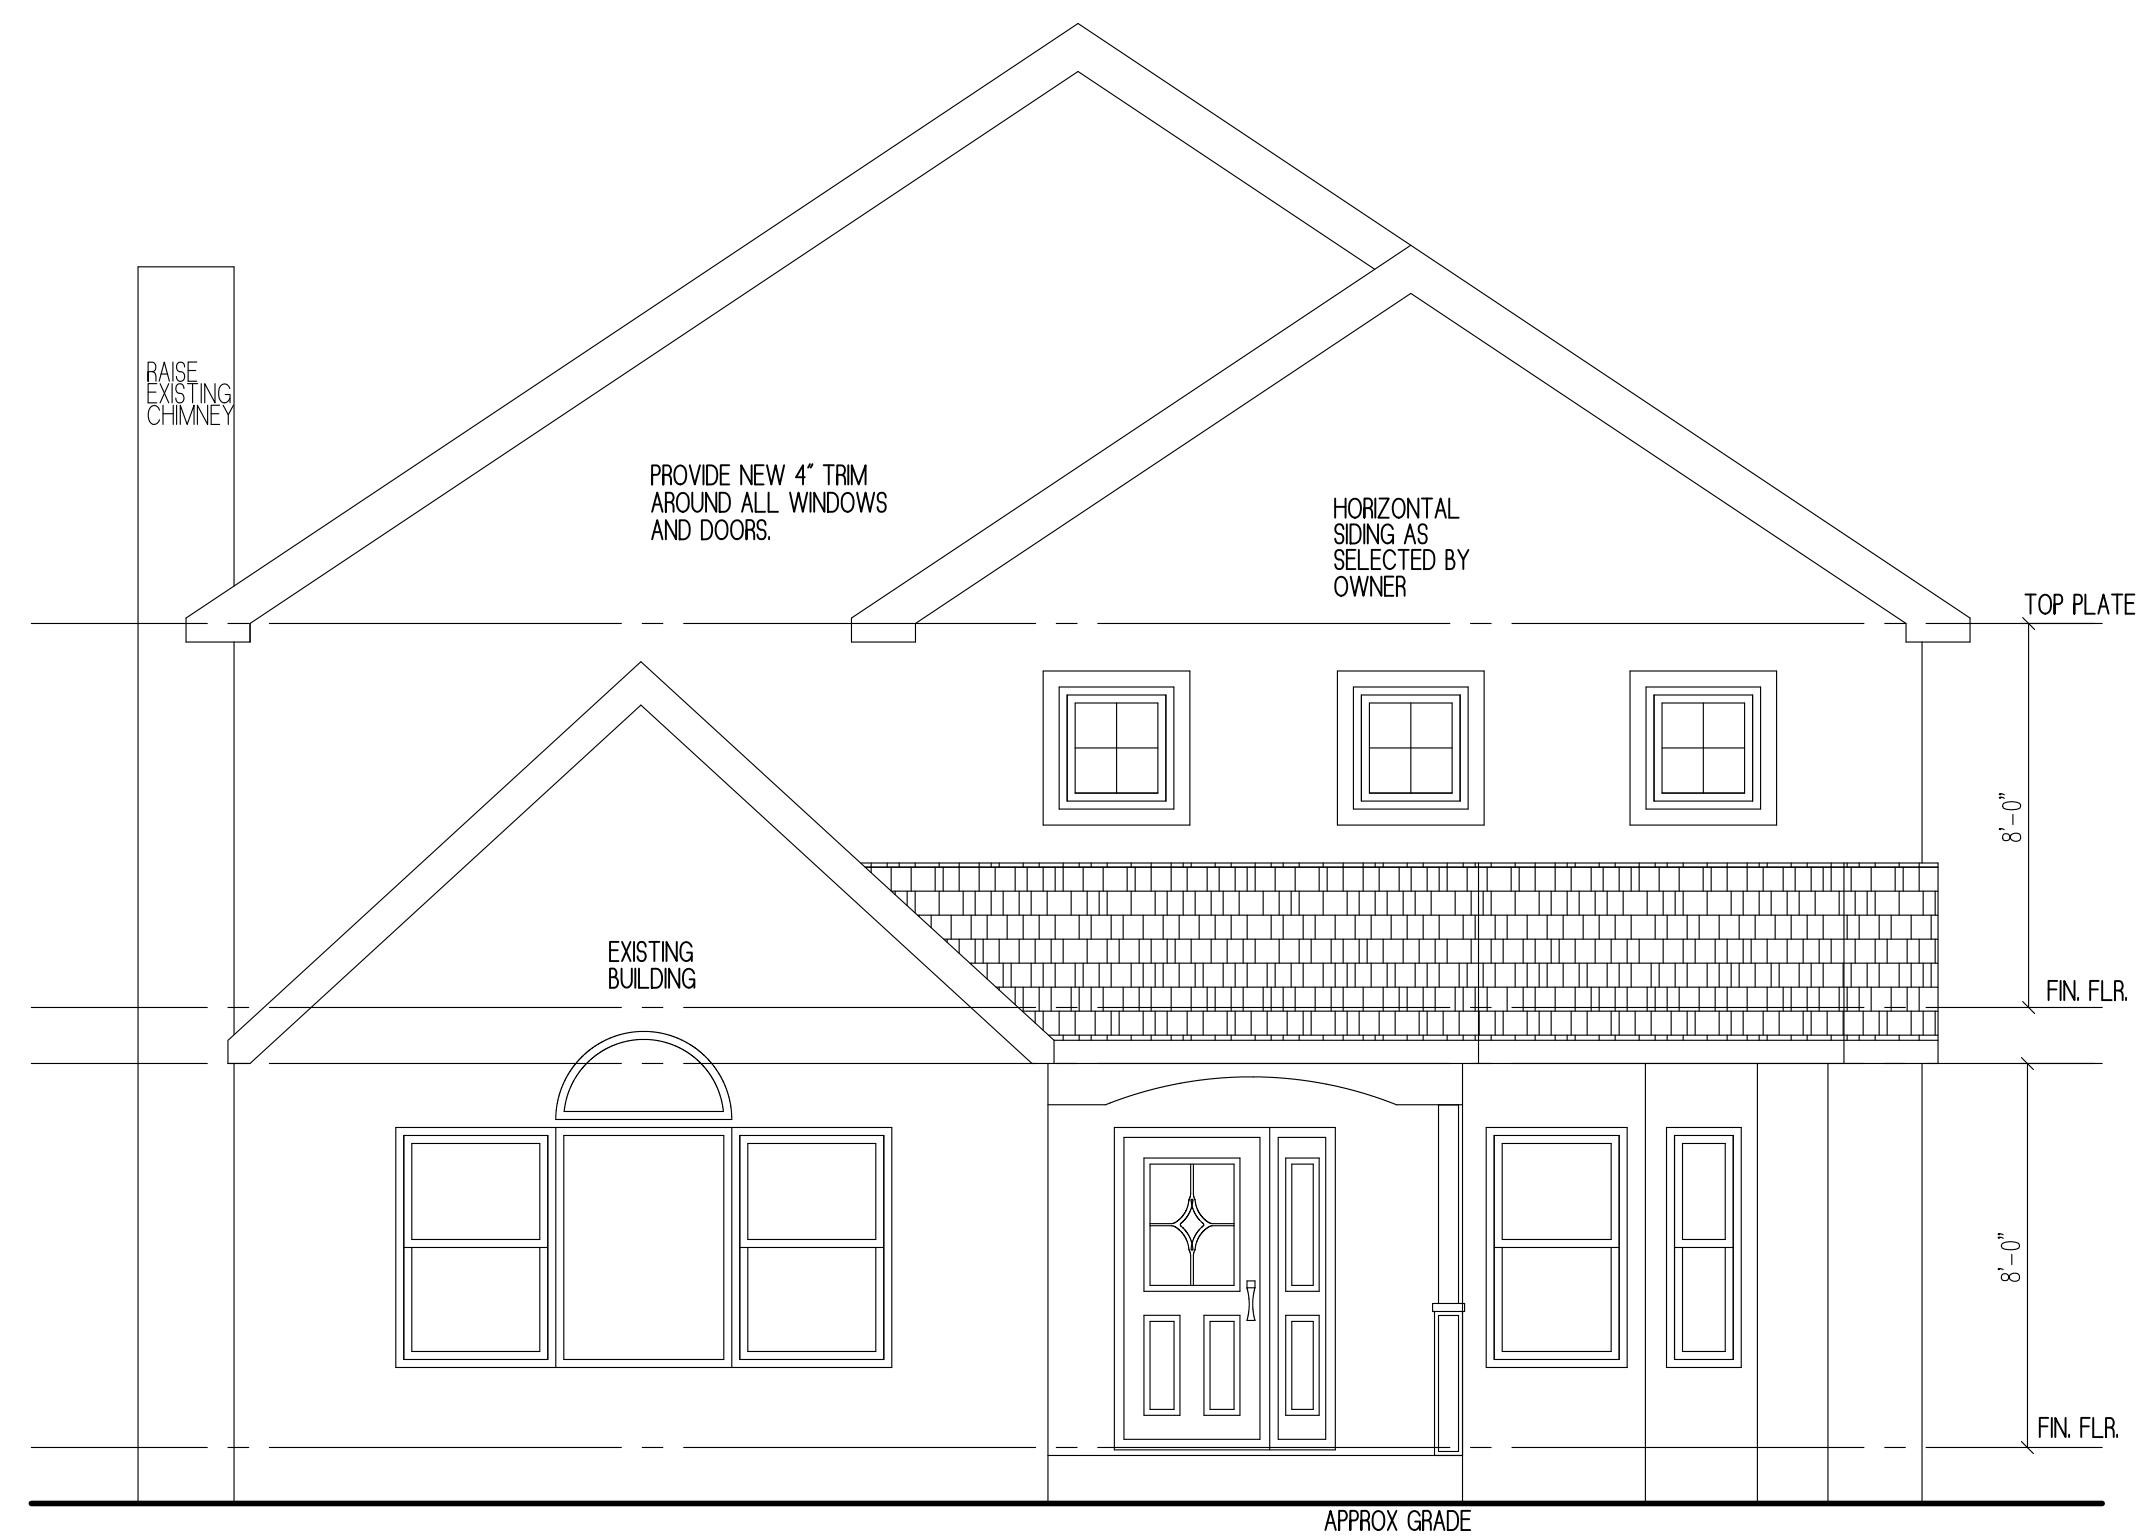 RAISE
EXISTING
CHIMNEY
PROVIDE NEW 4" TRIM
AROUND ALL WINDOWS
AND DOORS.
HORIZONTAL
SIDING AS
SELECTED BY
OWNER
TOP PLATE
8'-0"
EXISTING
BUILDING
FIN. FLR.
8'-0"
FIN. FLR.
APPROX GRADE